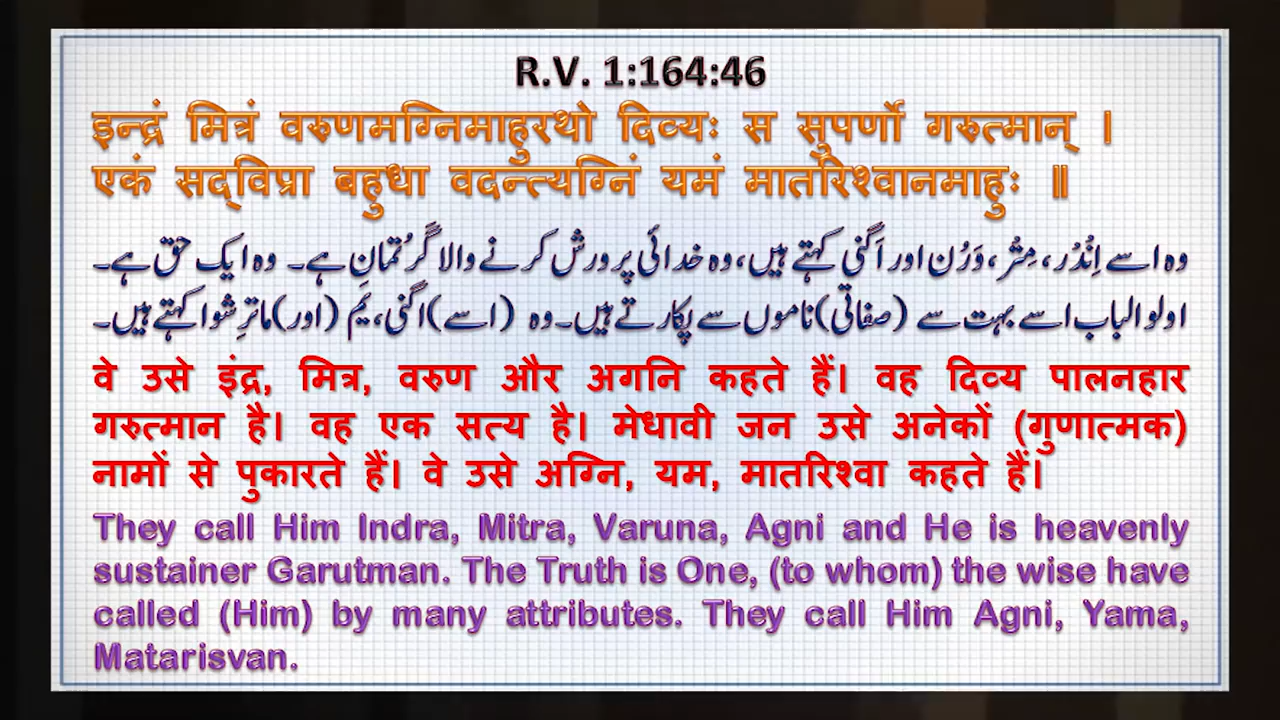 R.V. 1:164:46
इन्द्रं मित्रं वरुणमग्निमाहुरथो दिव्यः स सुपर्णो गरुत्मान् ।
एकं सद्विप्रा बहुधा वदन्त्यग्निं यमं मातरिश्वानमाहुः ॥
وہ اسے اِنْدْر، مِتْر، وَرُن اور اَگنی کہتے ہیں، وہ خدائی پرورش کرنے والا گَرُتمان ہے۔ وہ ایک حق ہے۔
اولوالباب اسے بہت سے (صفاتی) ناموں سے پکارتے ہیں۔ وہ (اسے) اگنی، یَم (اور) ماترِشوا کہتے ہیں۔
वे उसे इंद्र, मित्र, वरुण और अगनि कहते हैं। वह दिव्य पालनहार
गरुत्मान है। वह एक सत्य है। मेधावी जन उसे अनेकों (गुणात्मक)
नामों से पुकारते हैं। वे उसे अग्नि, यम, मातरिश्वा कहते हैं।
They call Him Indra, Mitra, Varuna, Agni and He is heavenly
sustainer Garutman. The Truth is One, (to whom) the wise have
called (Him) by many attributes. They call Him Agni, Yama,
Matarisvan.